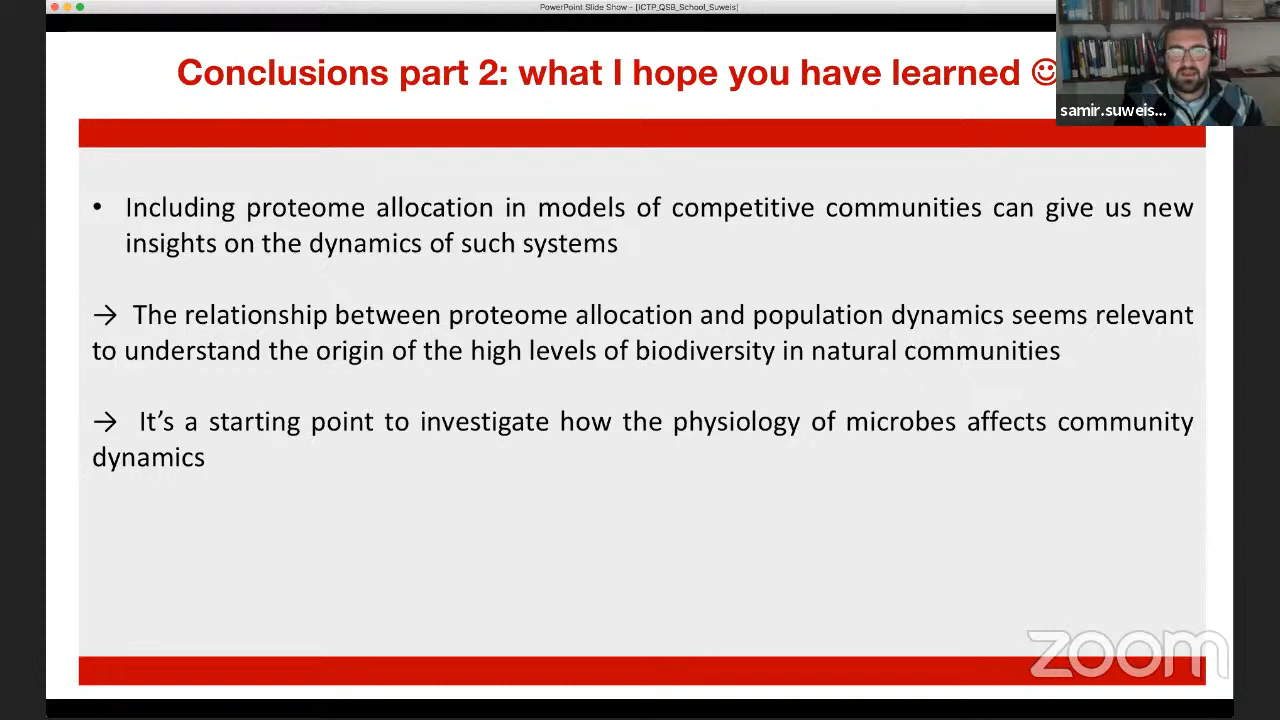 PowerPoint Slide Show - [ICTP_QSB_School_Suweis]
Conclusions part 2: what I hope you have learned ☺
samir.suweis...
• Including proteome allocation in models of competitive communities can give us new
insights on the dynamics of such systems
→ The relationship between proteome allocation and population dynamics seems relevant
to understand the origin of the high levels of biodiversity in natural communities
→ It’s a starting point to investigate how the physiology of microbes affects community
dynamics
zoom